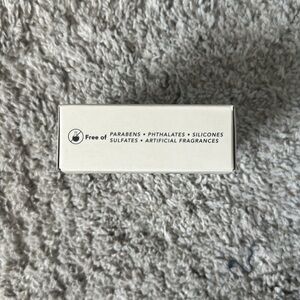 Free of PARABENS • PHTHALATES • SILICONES
SULFATES • ARTIFICIAL FRAGRANCES